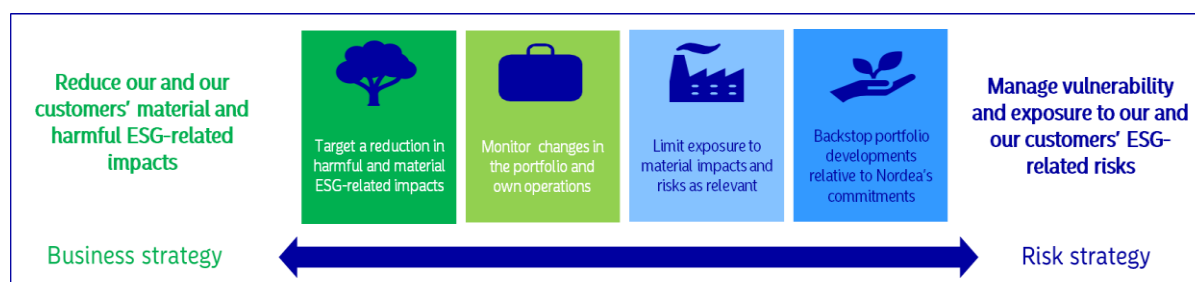 Reduce our and our
customers' material and
harmful ESG-related
impacts
Target a reduction in
harmful and material
ESG-related impacts
Monitor changes in
the portfolio and
own operations
Limit exposure to
material impacts and
risks as relevant
Backstop portfolio
developments
relative to Nordea's
commitments
Manage vulnerability
and exposure to our and
our customers' ESG-
related risks
Business strategy
Risk strategy